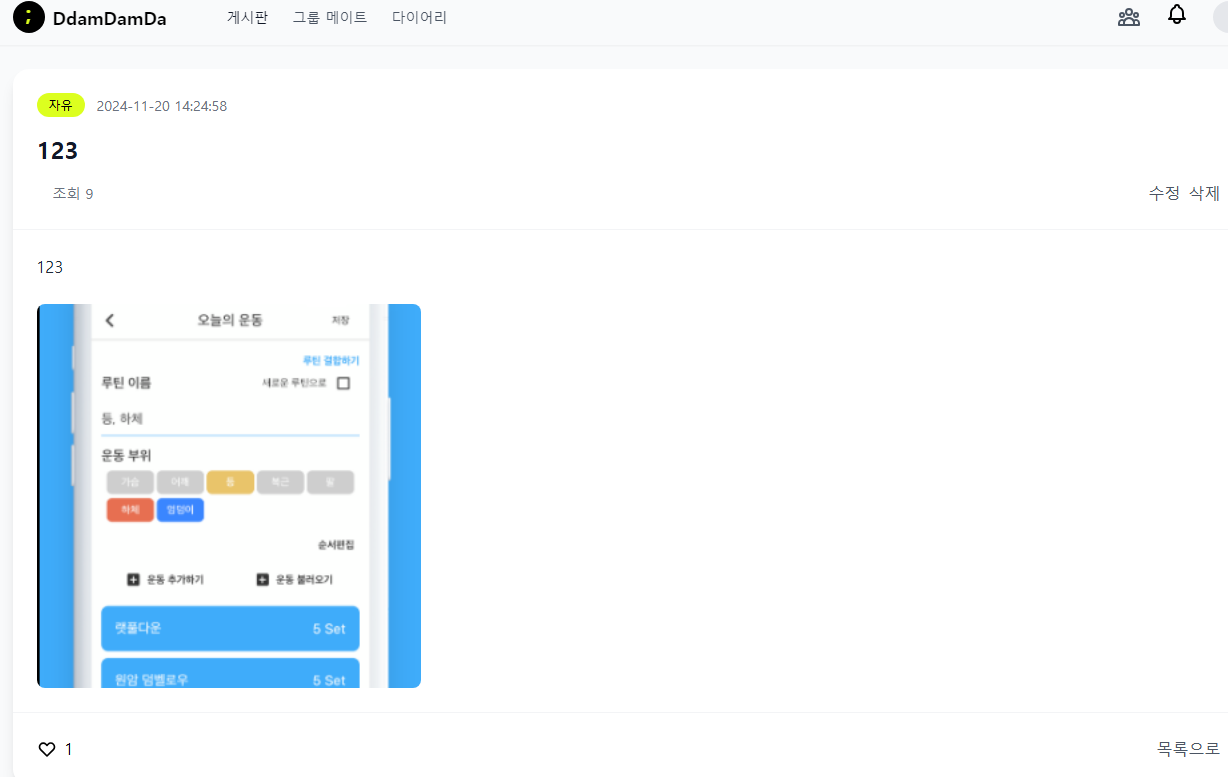 ; DdamDamDa 게시판 그룹 메이트 다이어리
자유 2024-11-20 14:24:58
123
조회 9 수정 삭제
123
오늘의 운동 저장
루틴 결합하기
루틴 이름 새로운 루틴으로
등, 하체
운동 부위
가슴 어깨 등 복근 팔
하체 엉덩이
순서편집
운동 추가하기 운동 불러오기
랫풀다운 5 Set
원암 덤벨로우 5 Set
1 목록으로